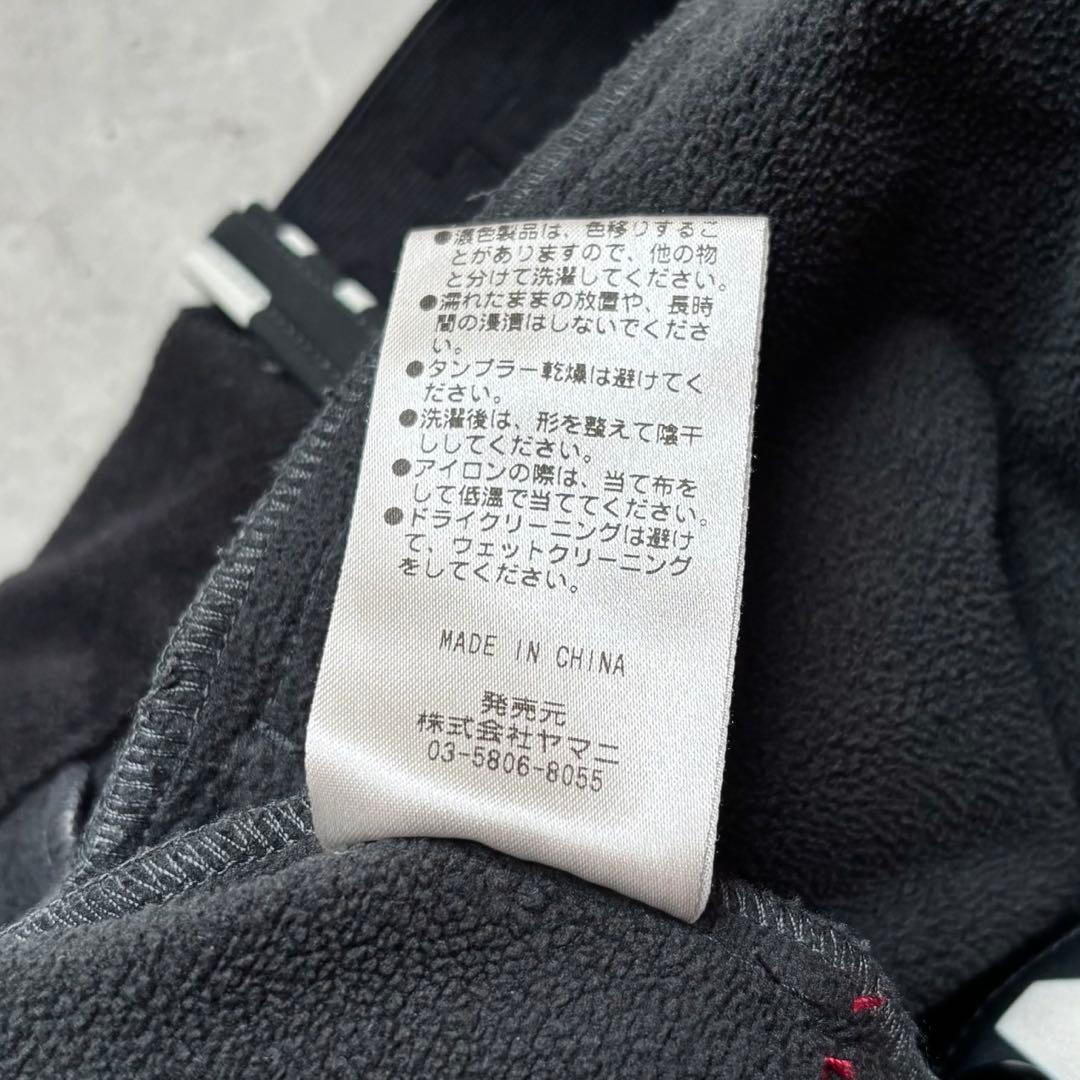 ●濃色製品は、色移りするこ
とがありますので、他の物
と分けて洗濯してください。
●濡れたままの放置や、長時
間の浸漬はしないでくださ
い。
●タンブラー乾燥は避けてく
ださい。
●洗濯後は、形を整えて陰干
ししてください。
●アイロンの際は、当て布を
して低温で当ててください。
●ドライクリーニングは避け
て、ウェットクリーニング
をしてください。
MADE IN CHINA
発売元
株式会社ヤマニ
03-5806-8055